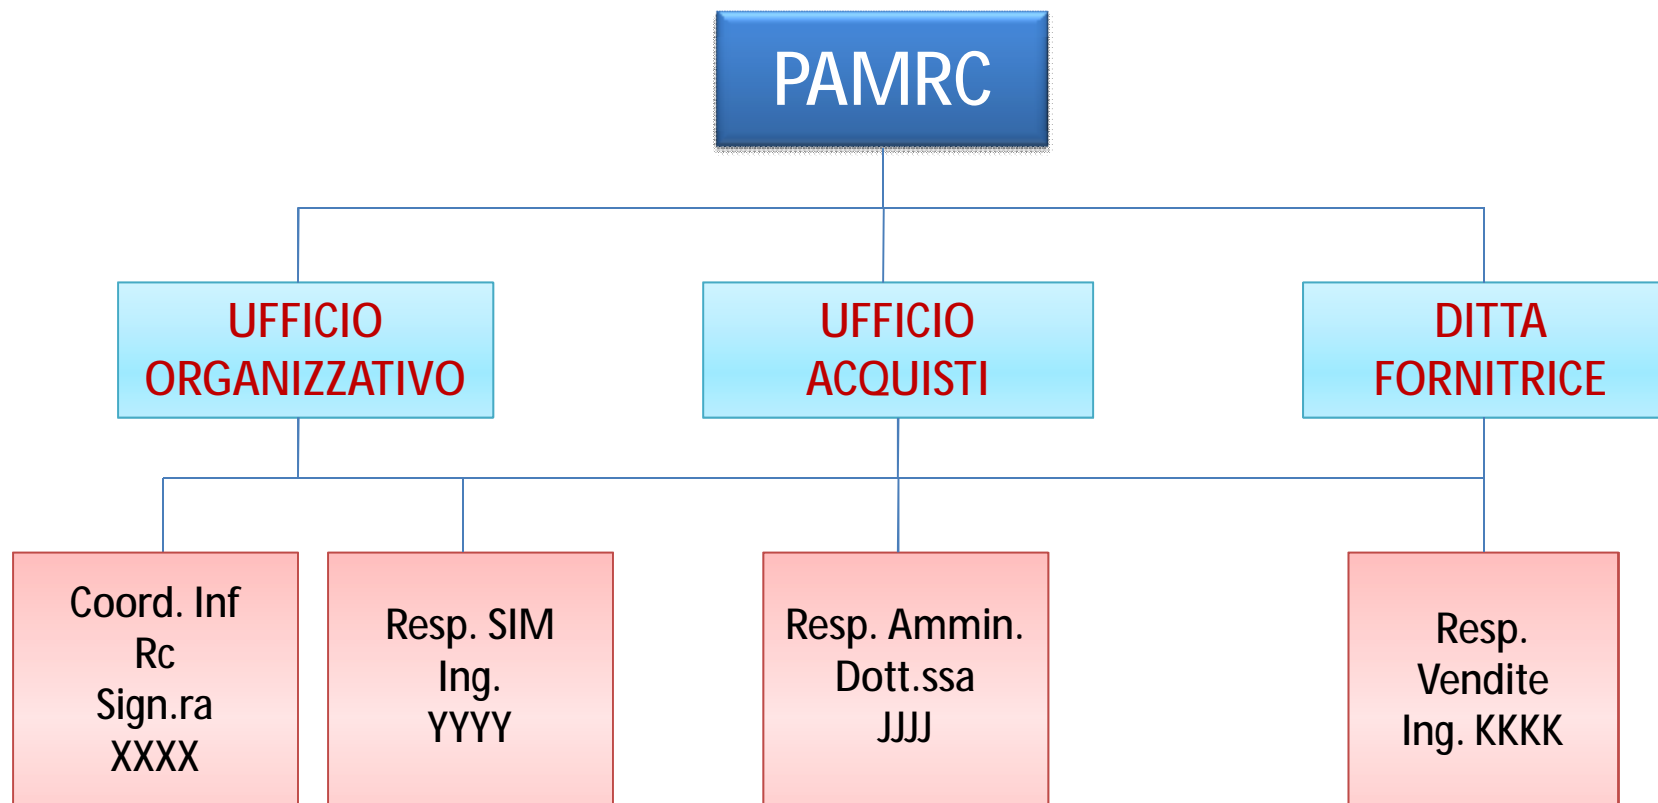 PAMRC
UFFICIO
ORGANIZZATIVO
UFFICIO
ACQUISTI
DITTA
FORNITRICE
Coord. Inf
Rc
Sign.ra
XXXX
Resp. SIM
Ing.
YYYY
Resp. Ammin.
Dott.ssa
JJJJ
Resp.
Vendite
Ing. KKKK